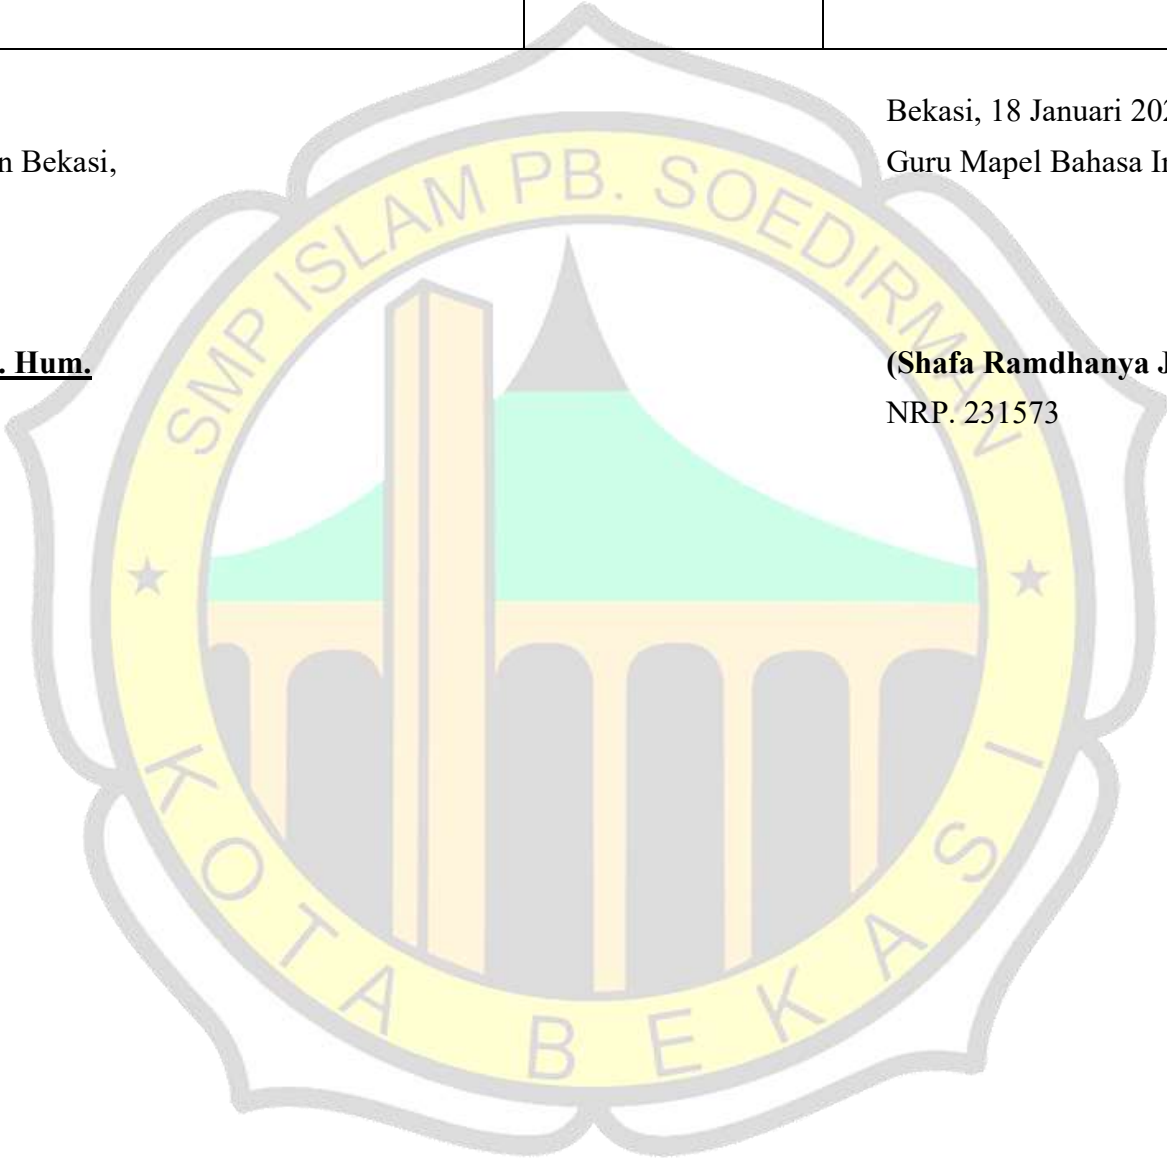 Bekasi, 18 Januari 202
n Bekasi,
Guru Mapel Bahasa In
. Hum.
(Shafa Ramdhanya J
NRP. 231573
SMP ISLAM PB. SOEDIRMAN
KOTA BEKASI